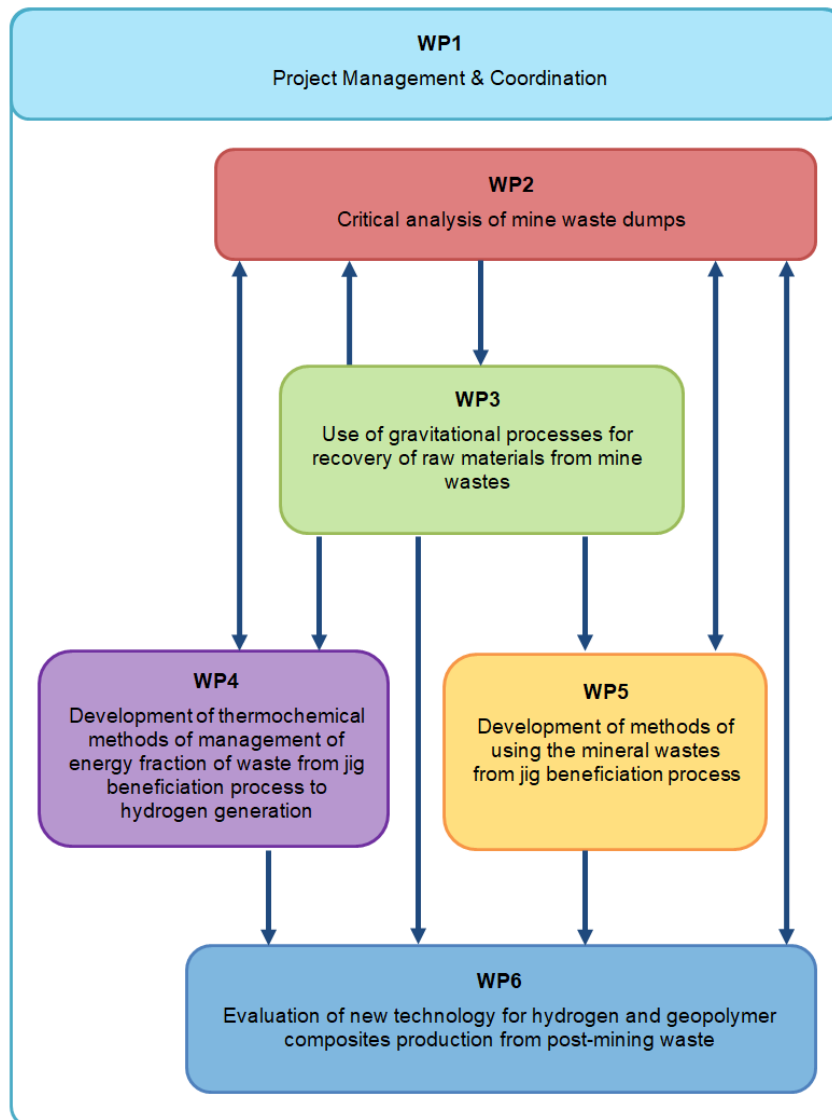 WP1
Project Management & Coordination
WP2
Critical analysis of mine waste dumps
WP3
Use of gravitational processes for
recovery of raw materials from mine
wastes
WP4
Development of thermochemical
methods of management of
energy fraction of waste from jig
beneficiation process to
hydrogen generation
WP5
Development of methods of
using the mineral wastes
from jig beneficiation process
WP6
Evaluation of new technology for hydrogen and geopolymer
composites production from post-mining waste